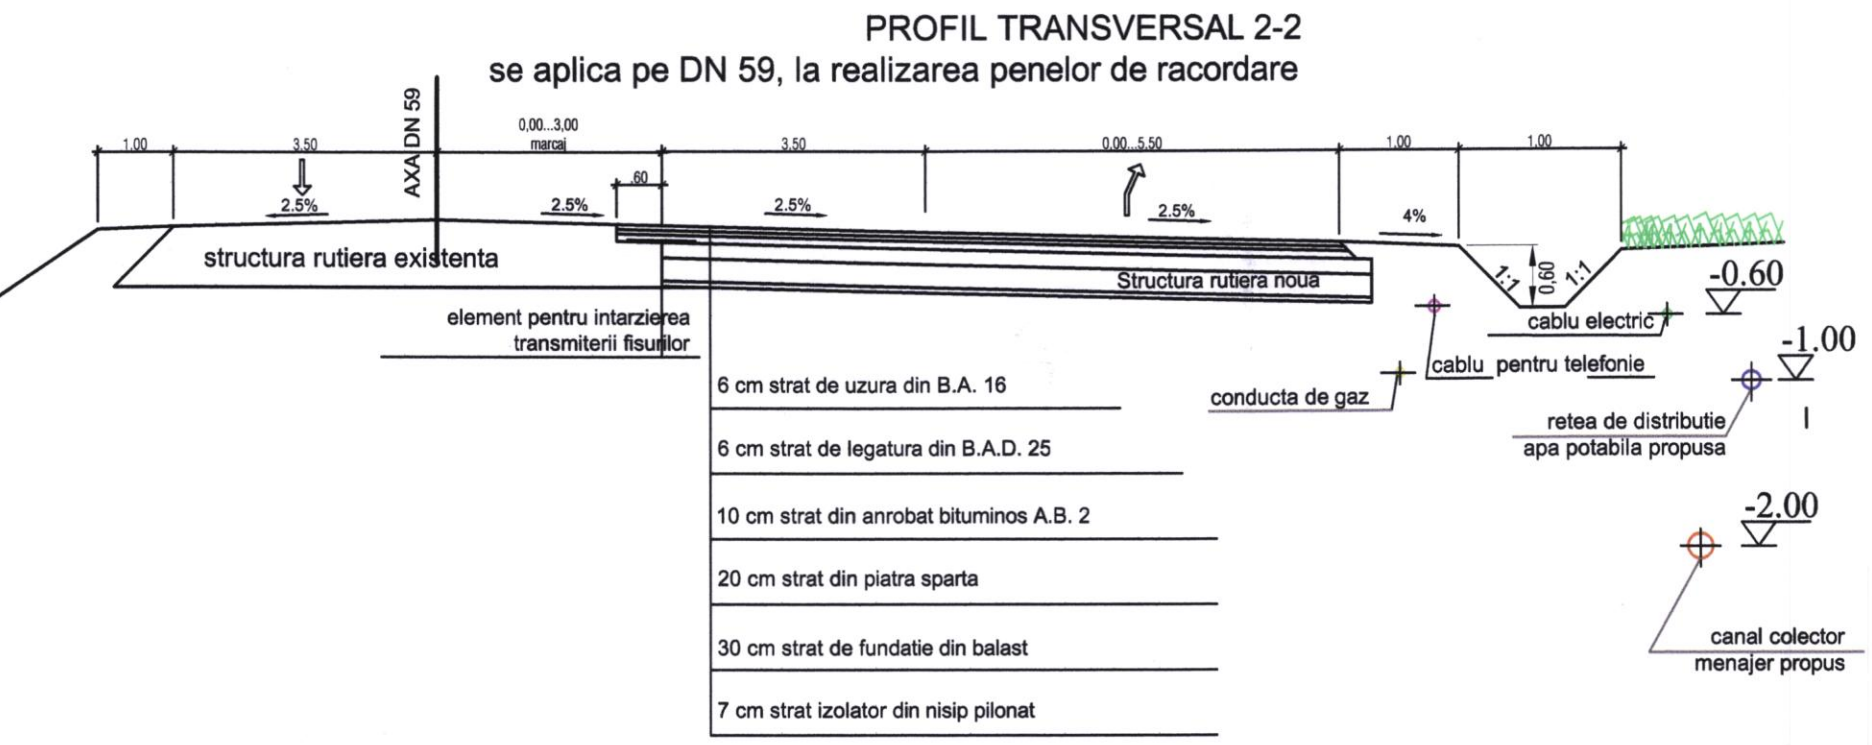 PROFIL TRANSVERSAL 2-2
se aplica pe DN 59, la realizarea penelor de racordare
AXA DN 59
0,00...3,00
marcaj
1.00
3.50
3.50
0.00...5.50
1.00
1.00
.60
2.5%
2.5%
2.5%
2.5%
4%
structura rutiera existenta
Structura rutiera noua
1:1
0,60
1:1
-0.60
element pentru intarzierea
transmiterii fisurilor
cablu electric
-1.00
cablu pentru telefonie
conducta de gaz
retea de distributie
apa potabila propusa
6 cm strat de uzura din B.A. 16
6 cm strat de legatura din B.A.D. 25
10 cm strat din anrobat bituminos A.B. 2
20 cm strat din piatra sparta
30 cm strat de fundatie din balast
7 cm strat izolator din nisip pilonat
-2.00
canal colector
menajer propus